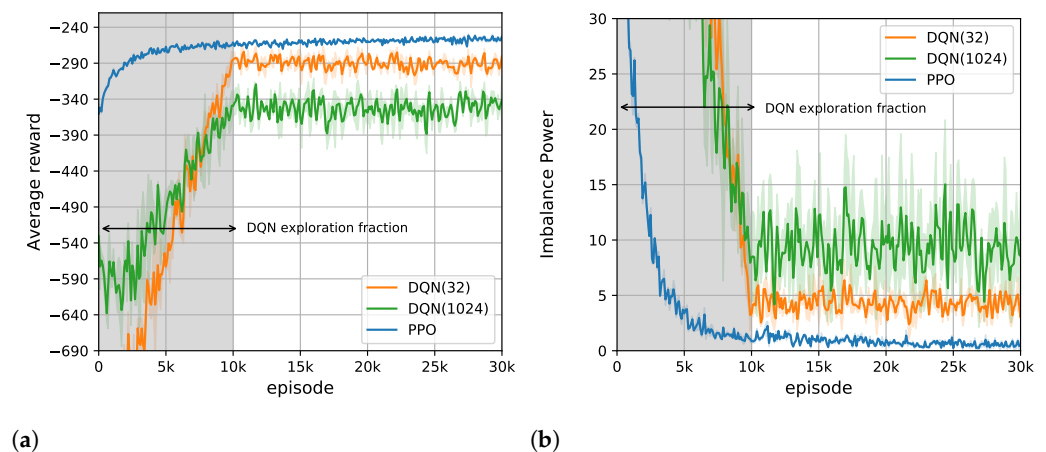 −240
−290
−340
−390
−440
−490
−540
−590
−640
−690
Average reward
0
5k
10k
15k
20k
25k
30k
episode
DQN exploration fraction
DQN(32)
DQN(1024)
PPO
(a)
30
25
20
15
10
5
0
Imbalance Power
0
5k
10k
15k
20k
25k
30k
episode
DQN(32)
DQN(1024)
PPO
DQN exploration fraction
(b)